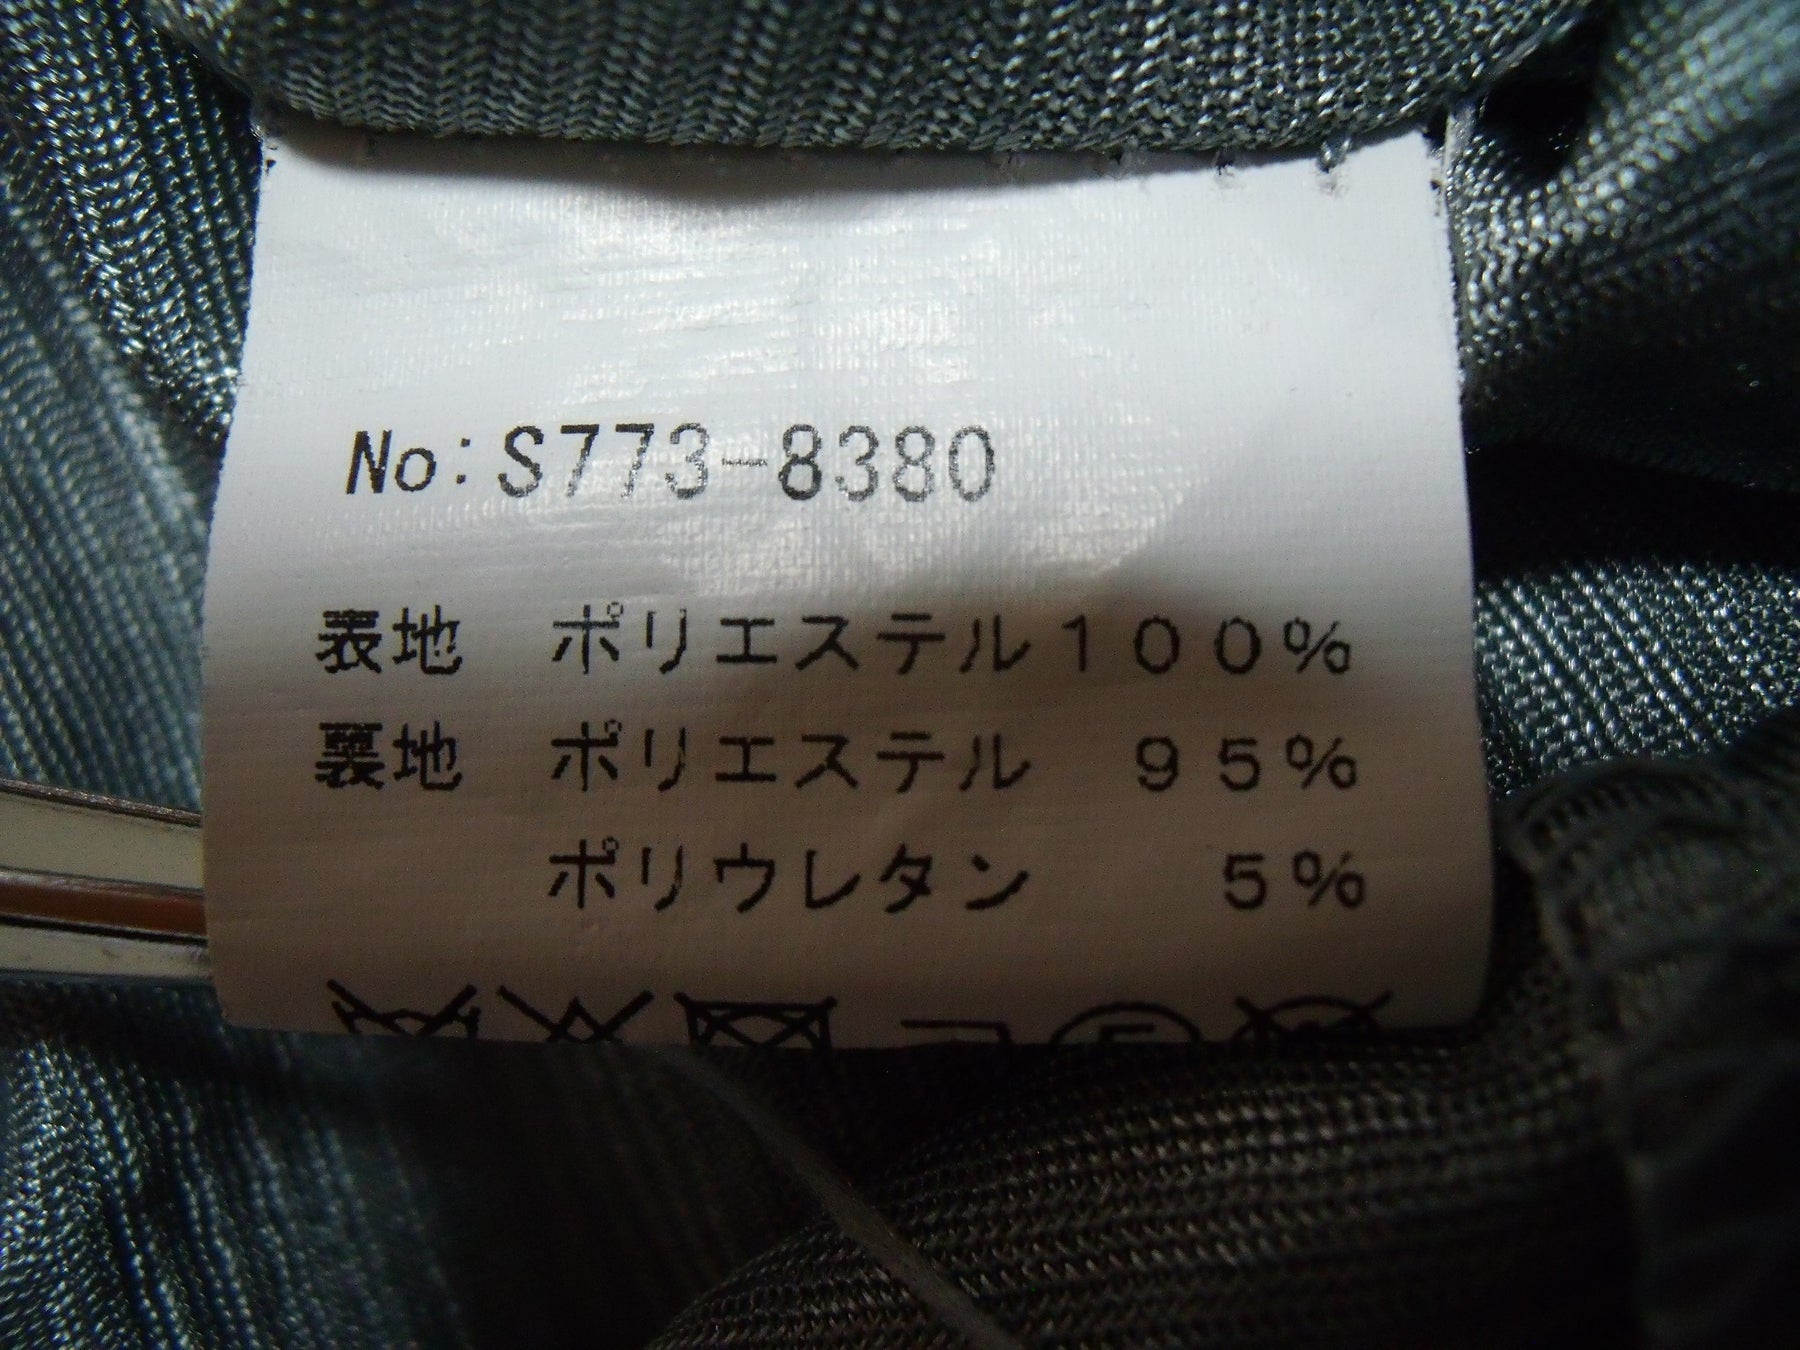 No:S773-8380
表地 ポリエステル100%
裏地 ポリエステル 95%
ポリウレタン 5%